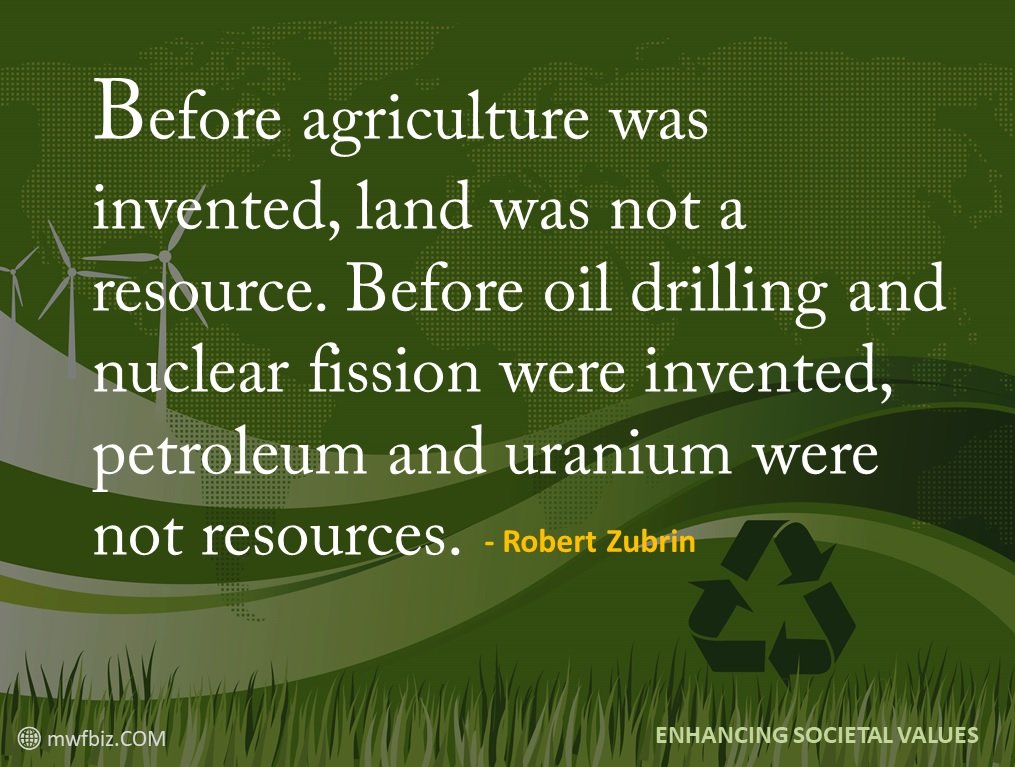 Before agriculture was
invented, land was not a
resource. Before oil drilling and
nuclear fission were invented,
petroleum and uranium were
not resources. - Robert Zubrin
mwfbiz.COM
ENHANCING SOCIETAL VALUES